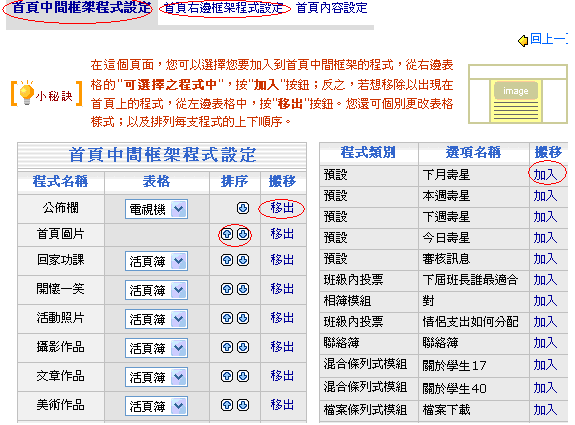 首頁中間框架程式設定 首頁右邊框架程式設定 首頁內容設定
回上一
在這個頁面，您可以選擇您要加入到首頁中間框架的程式，從右邊表
格的"可選擇之程式中"，按"加入"按鈕；反之，若想移除以出現在
首頁上的程式，從左邊表格中，按"移出"按鈕。您還可個別更改表格
樣式；以及排列每支程式的上下順序。
小秘訣
image
首頁中間框架程式設定
程式名稱 表格 排序 搬移
公佈欄 電視機 移出
首頁圖片 移出
回家功課 活頁簿 移出
開懷一笑 活頁簿 移出
活動照片 活頁簿 移出
攝影作品 活頁簿 移出
文章作品 活頁簿 移出
美術作品 活頁簿 移出
程式類別 選項名稱 搬移
預設 下月壽星 加入
預設 本週壽星 加入
預設 下週壽星 加入
預設 今日壽星 加入
預設 審核訊息 加入
班級內投票 下屆班長誰最適合 加入
相簿模組 對 加入
班級內投票 情侶支出如何分配 加入
聯絡簿 聯絡簿 加入
混合條列式模組 關於學生17 加入
混合條列式模組 關於學生40 加入
檔案條列式模組 檔案下載 加入